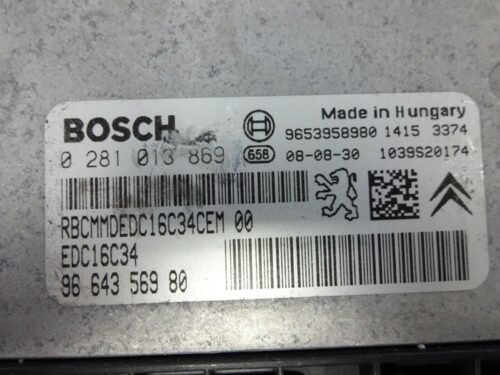 Made in Hungary
BOSCH
9653958980 1415 3374
0 281 013 869
658 08-08-30 1039S20174
RBCMMDEDC16C34CEM 00
EDC16C34
96 643 569 80